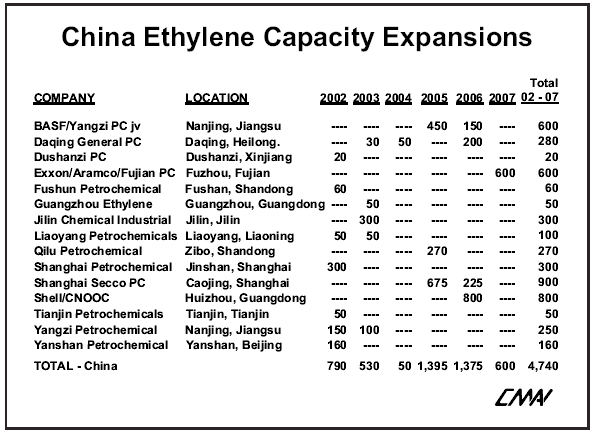 China Ethylene Capacity Expansions
Total
COMPANY LOCATION 2002 2003 2004 2005 2006 2007 02 - 07
BASF/Yangzi PC jv Nanjing, Jiangsu ---- ---- ---- 450 150 ---- 600
Daqing General PC Daqing, Heilong. ---- 30 50 ---- 200 ---- 280
Dushanzi PC Dushanzi, Xinjiang 20 ---- ---- ---- ---- ---- 20
Exxon/Aramco/Fujian PC Fuzhou, Fujian ---- ---- ---- ---- ---- 600 600
Fushun Petrochemical Fushan, Shandong 60 ---- ---- ---- ---- ---- 60
Guangzhou Ethylene Guangzhou, Guangdong ---- 50 ---- ---- ---- ---- 50
Jilin Chemical Industrial Jilin, Jilin ---- 300 ---- ---- ---- ---- 300
Liaoyang Petrochemicals Liaoyang, Liaoning 50 50 ---- ---- ---- ---- 100
Qilu Petrochemical Zibo, Shandong ---- ---- ---- 270 ---- ---- 270
Shanghai Petrochemical Jinshan, Shanghai 300 ---- ---- ---- ---- ---- 300
Shanghai Secco PC Caojing, Shanghai ---- ---- ---- 675 225 ---- 900
Shell/CNOOC Huizhou, Guangdong ---- ---- ---- ---- 800 ---- 800
Tianjin Petrochemicals Tianjin, Tianjin 50 ---- ---- ---- ---- ---- 50
Yangzi Petrochemical Nanjing, Jiangsu 150 100 ---- ---- ---- ---- 250
Yanshan Petrochemical Yanshan, Beijing 160 ---- ---- ---- ---- ---- 160
TOTAL - China 790 530 50 1,395 1,375 600 4,740
CMAI